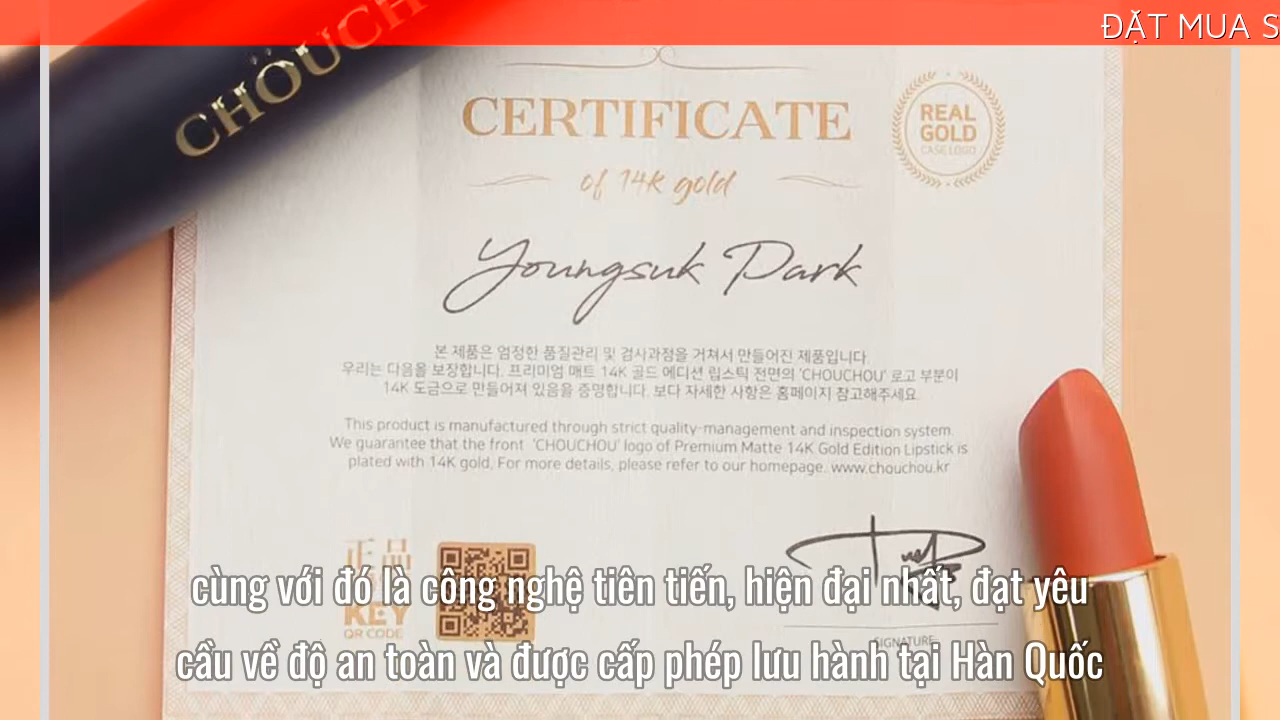 ĐẶT MUA S
CHOUCH
CERTIFICATE
of 14K gold
REAL
GOLD
CASE LOGO
Youngsuk Park
본 제품은 엄정한 품질관리 및 검사과정을 거쳐서 만들어진 제품입니다.
우리는 다음을 보장합니다. 프리미엄 매트 14K 골드 에디션 립스틱 전면의 'CHOUCHOU' 로고 부분이
14K 도금으로 만들어져 있음을 증명합니다. 보다 자세한 사항은 홈페이지 참고해주세요.
This product is manufactured through strict quality-management and inspection system.
We guarantee that the front 'CHOUCHOU' logo of Premium Matte 14K Gold Edition Lipstick is
plated with 14K gold. For more details, please refer to our homepage. www.chouchou.kr
正品
KEY
QR CODE
SIGNATURE
cùng với đó là công nghệ tiên tiến, hiện đại nhất, đạt yêu
cầu về độ an toàn và được cấp phép lưu hành tại Hàn Quốc